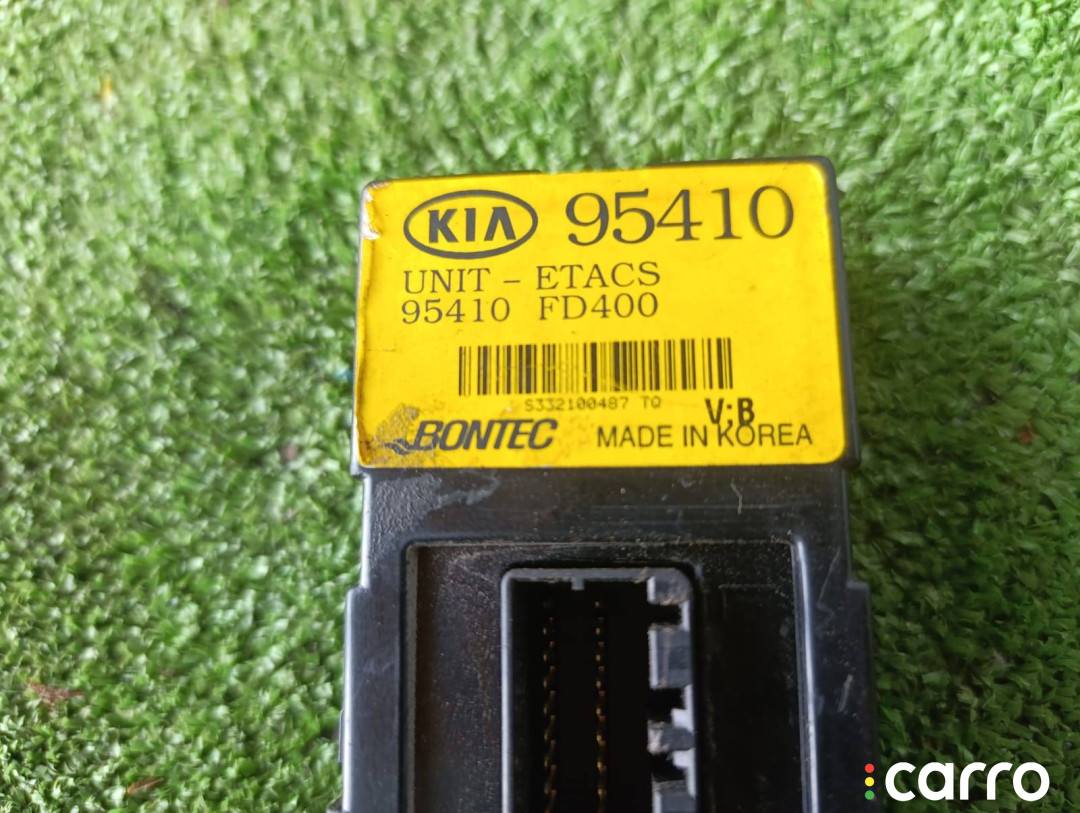 KIA 95410
UNIT - ETACS
95410 FD400
S332100487 TQ
V:B
BONTEC MADE IN KOREA
carro